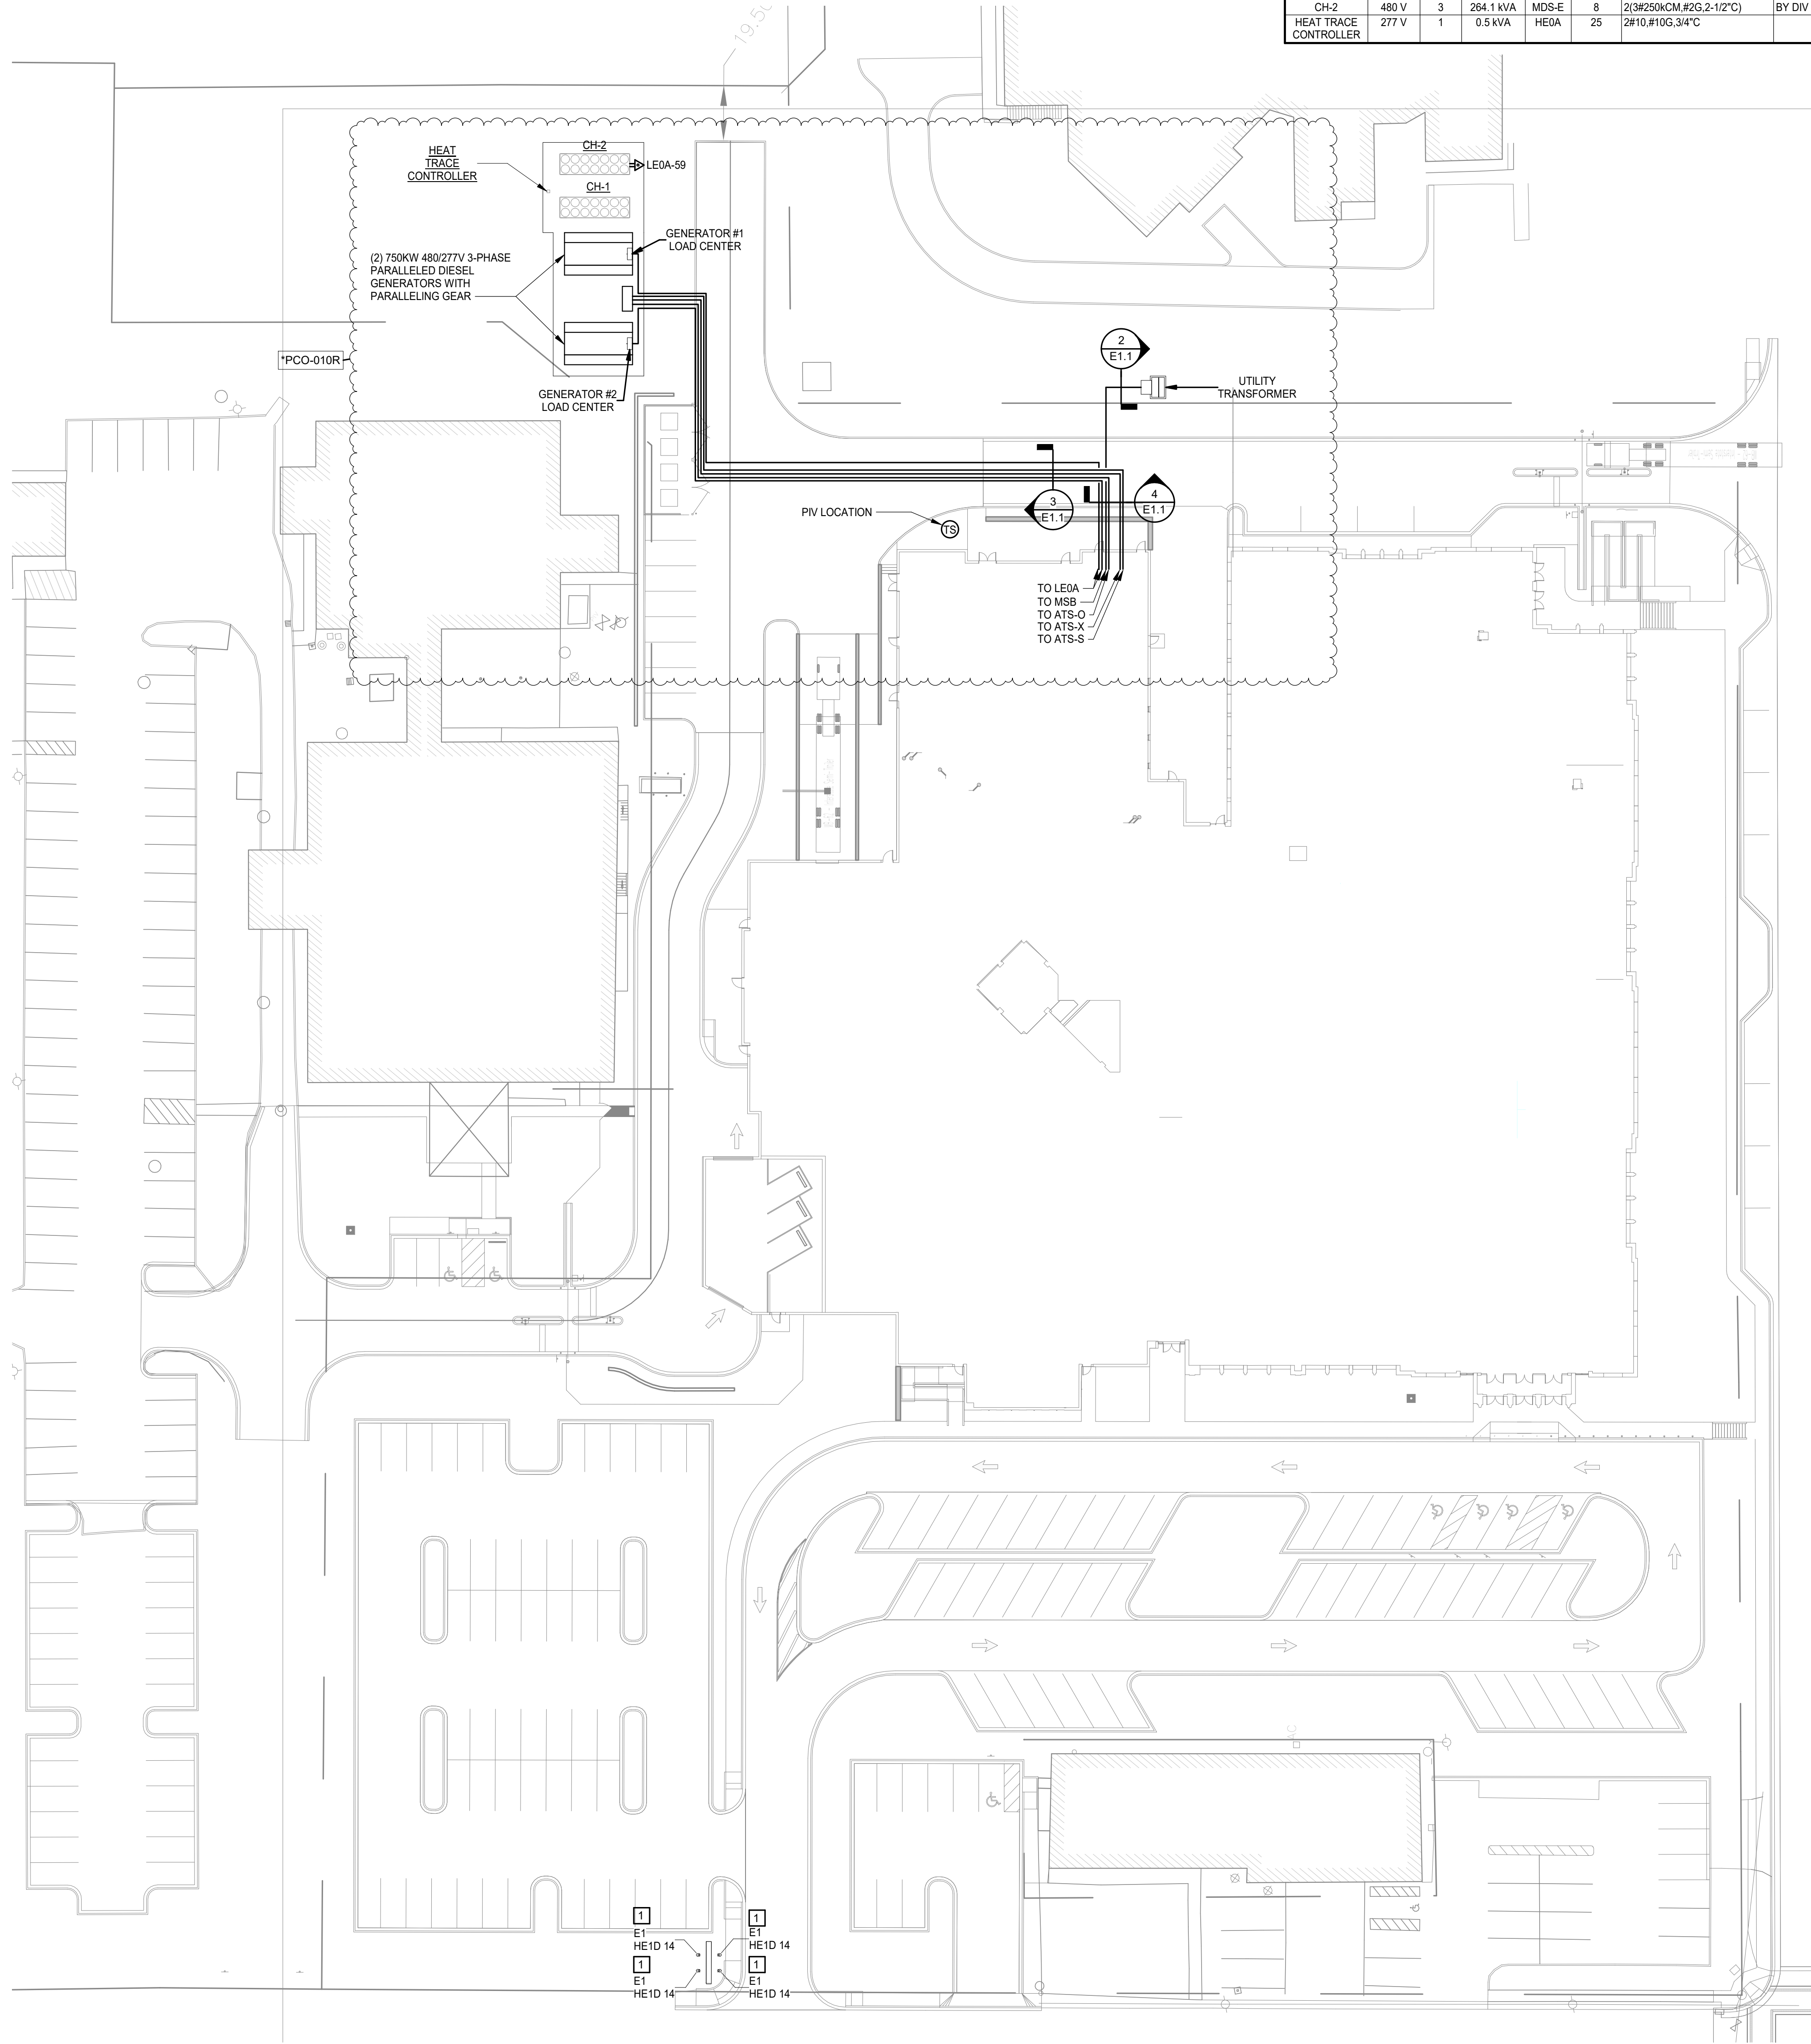 CH-2 480 V 3 264.1 kVA MDS-E 8 2(3#250kCM,#2G,2-1/2"C) BY DIV
HEAT TRACE CONTROLLER 277 V 1 0.5 kVA HE0A 25 2#10,#10G,3/4"C
HEAT
TRACE
CONTROLLER
CH-2
LE0A-59
CH-1
GENERATOR #1
LOAD CENTER
(2) 750KW 480/277V 3-PHASE
PARALLELED DIESEL
GENERATORS WITH
PARALLELING GEAR
*PCO-010R
GENERATOR #2
LOAD CENTER
2
E1.1
UTILITY
TRANSFORMER
3
E1.1
4
E1.1
PIV LOCATION
TS
TO LE0A
TO MSB
TO ATS-O
TO ATS-X
TO ATS-S
1
E1
HE1D 14
1
E1
HE1D 14
1
E1
HE1D 14
1
E1
HE1D 14